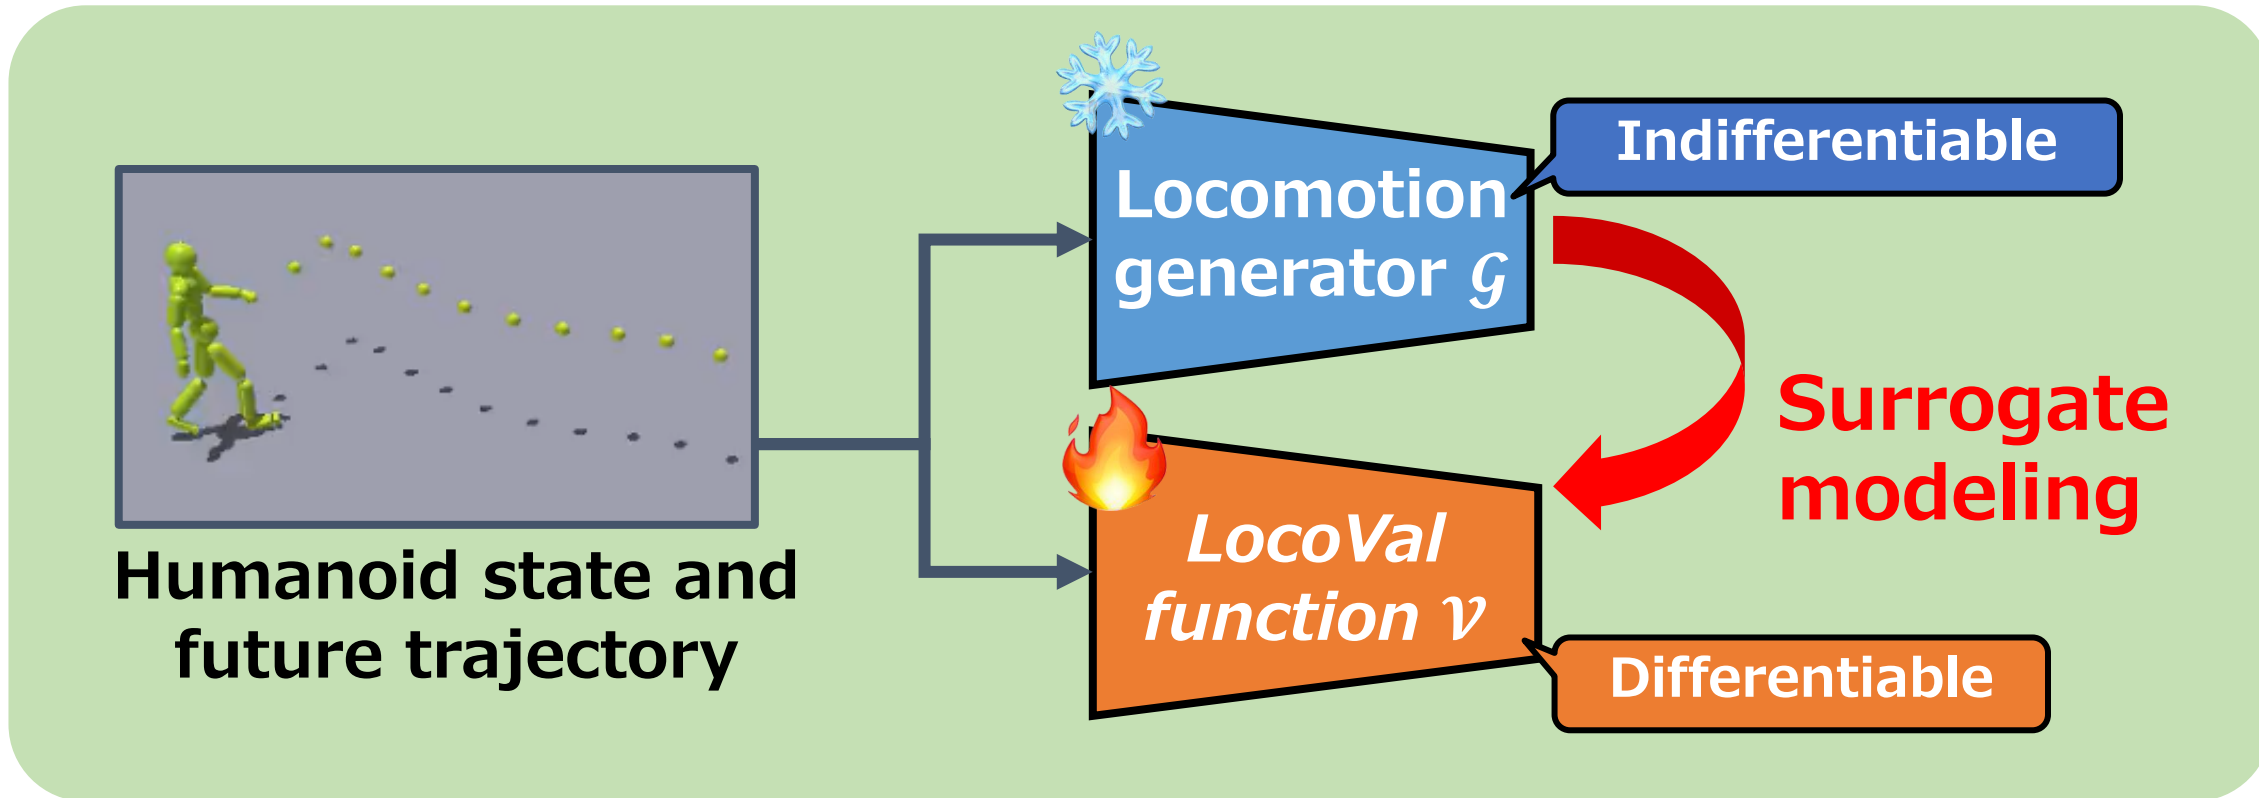 Humanoid state and
future trajectory
Locomotion
generator 𝒢
Indifferentiable
LocoVal
function 𝒱
Differentiable
Surrogate
modeling